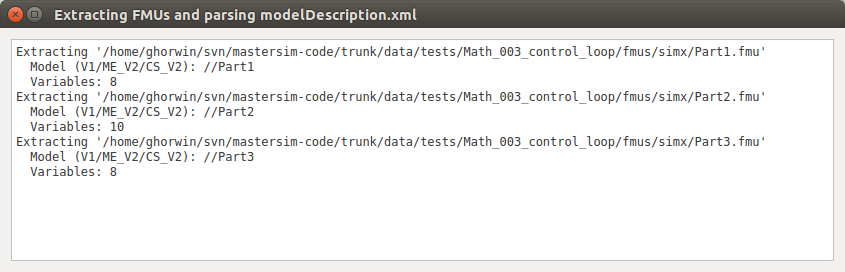 Extracting FMUs and parsing modelDescription.xml
Extracting '/home/ghorwin/svn/mastersim-code/trunk/data/tests/Math_003_control_loop/fmus/simx/Part1.fmu'
  Model (V1/ME_V2/CS_V2): //Part1
  Variables: 8
Extracting '/home/ghorwin/svn/mastersim-code/trunk/data/tests/Math_003_control_loop/fmus/simx/Part2.fmu'
  Model (V1/ME_V2/CS_V2): //Part2
  Variables: 10
Extracting '/home/ghorwin/svn/mastersim-code/trunk/data/tests/Math_003_control_loop/fmus/simx/Part3.fmu'
  Model (V1/ME_V2/CS_V2): //Part3
  Variables: 8